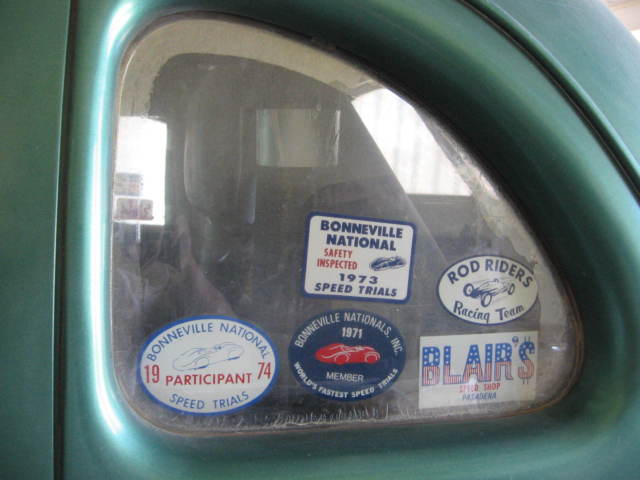 BONNEVILLE
NATIONAL
SAFETY
INSPECTED
1973
SPEED TRIALS
ROD RIDERS
Racing Team
BONNEVILLE NATIONAL
19 PARTICIPANT 74
SPEED TRIALS
BONNEVILLE NATIONALS, INC.
1971
MEMBER
WORLD'S FASTEST SPEED TRIALS
BLAIR'S
SPEED SHOP
PASADENA